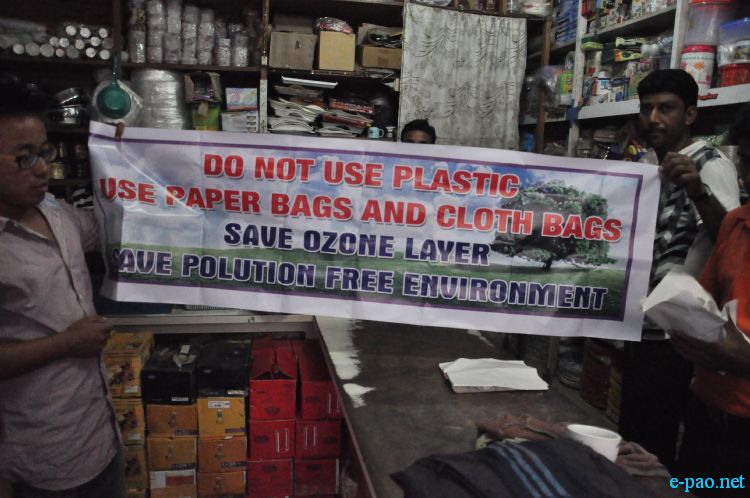 DO NOT USE PLASTIC
USE PAPER BAGS AND CLOTH BAGS
SAVE OZONE LAYER
SAVE POLUTION FREE ENVIRONMENT
e-pao.net